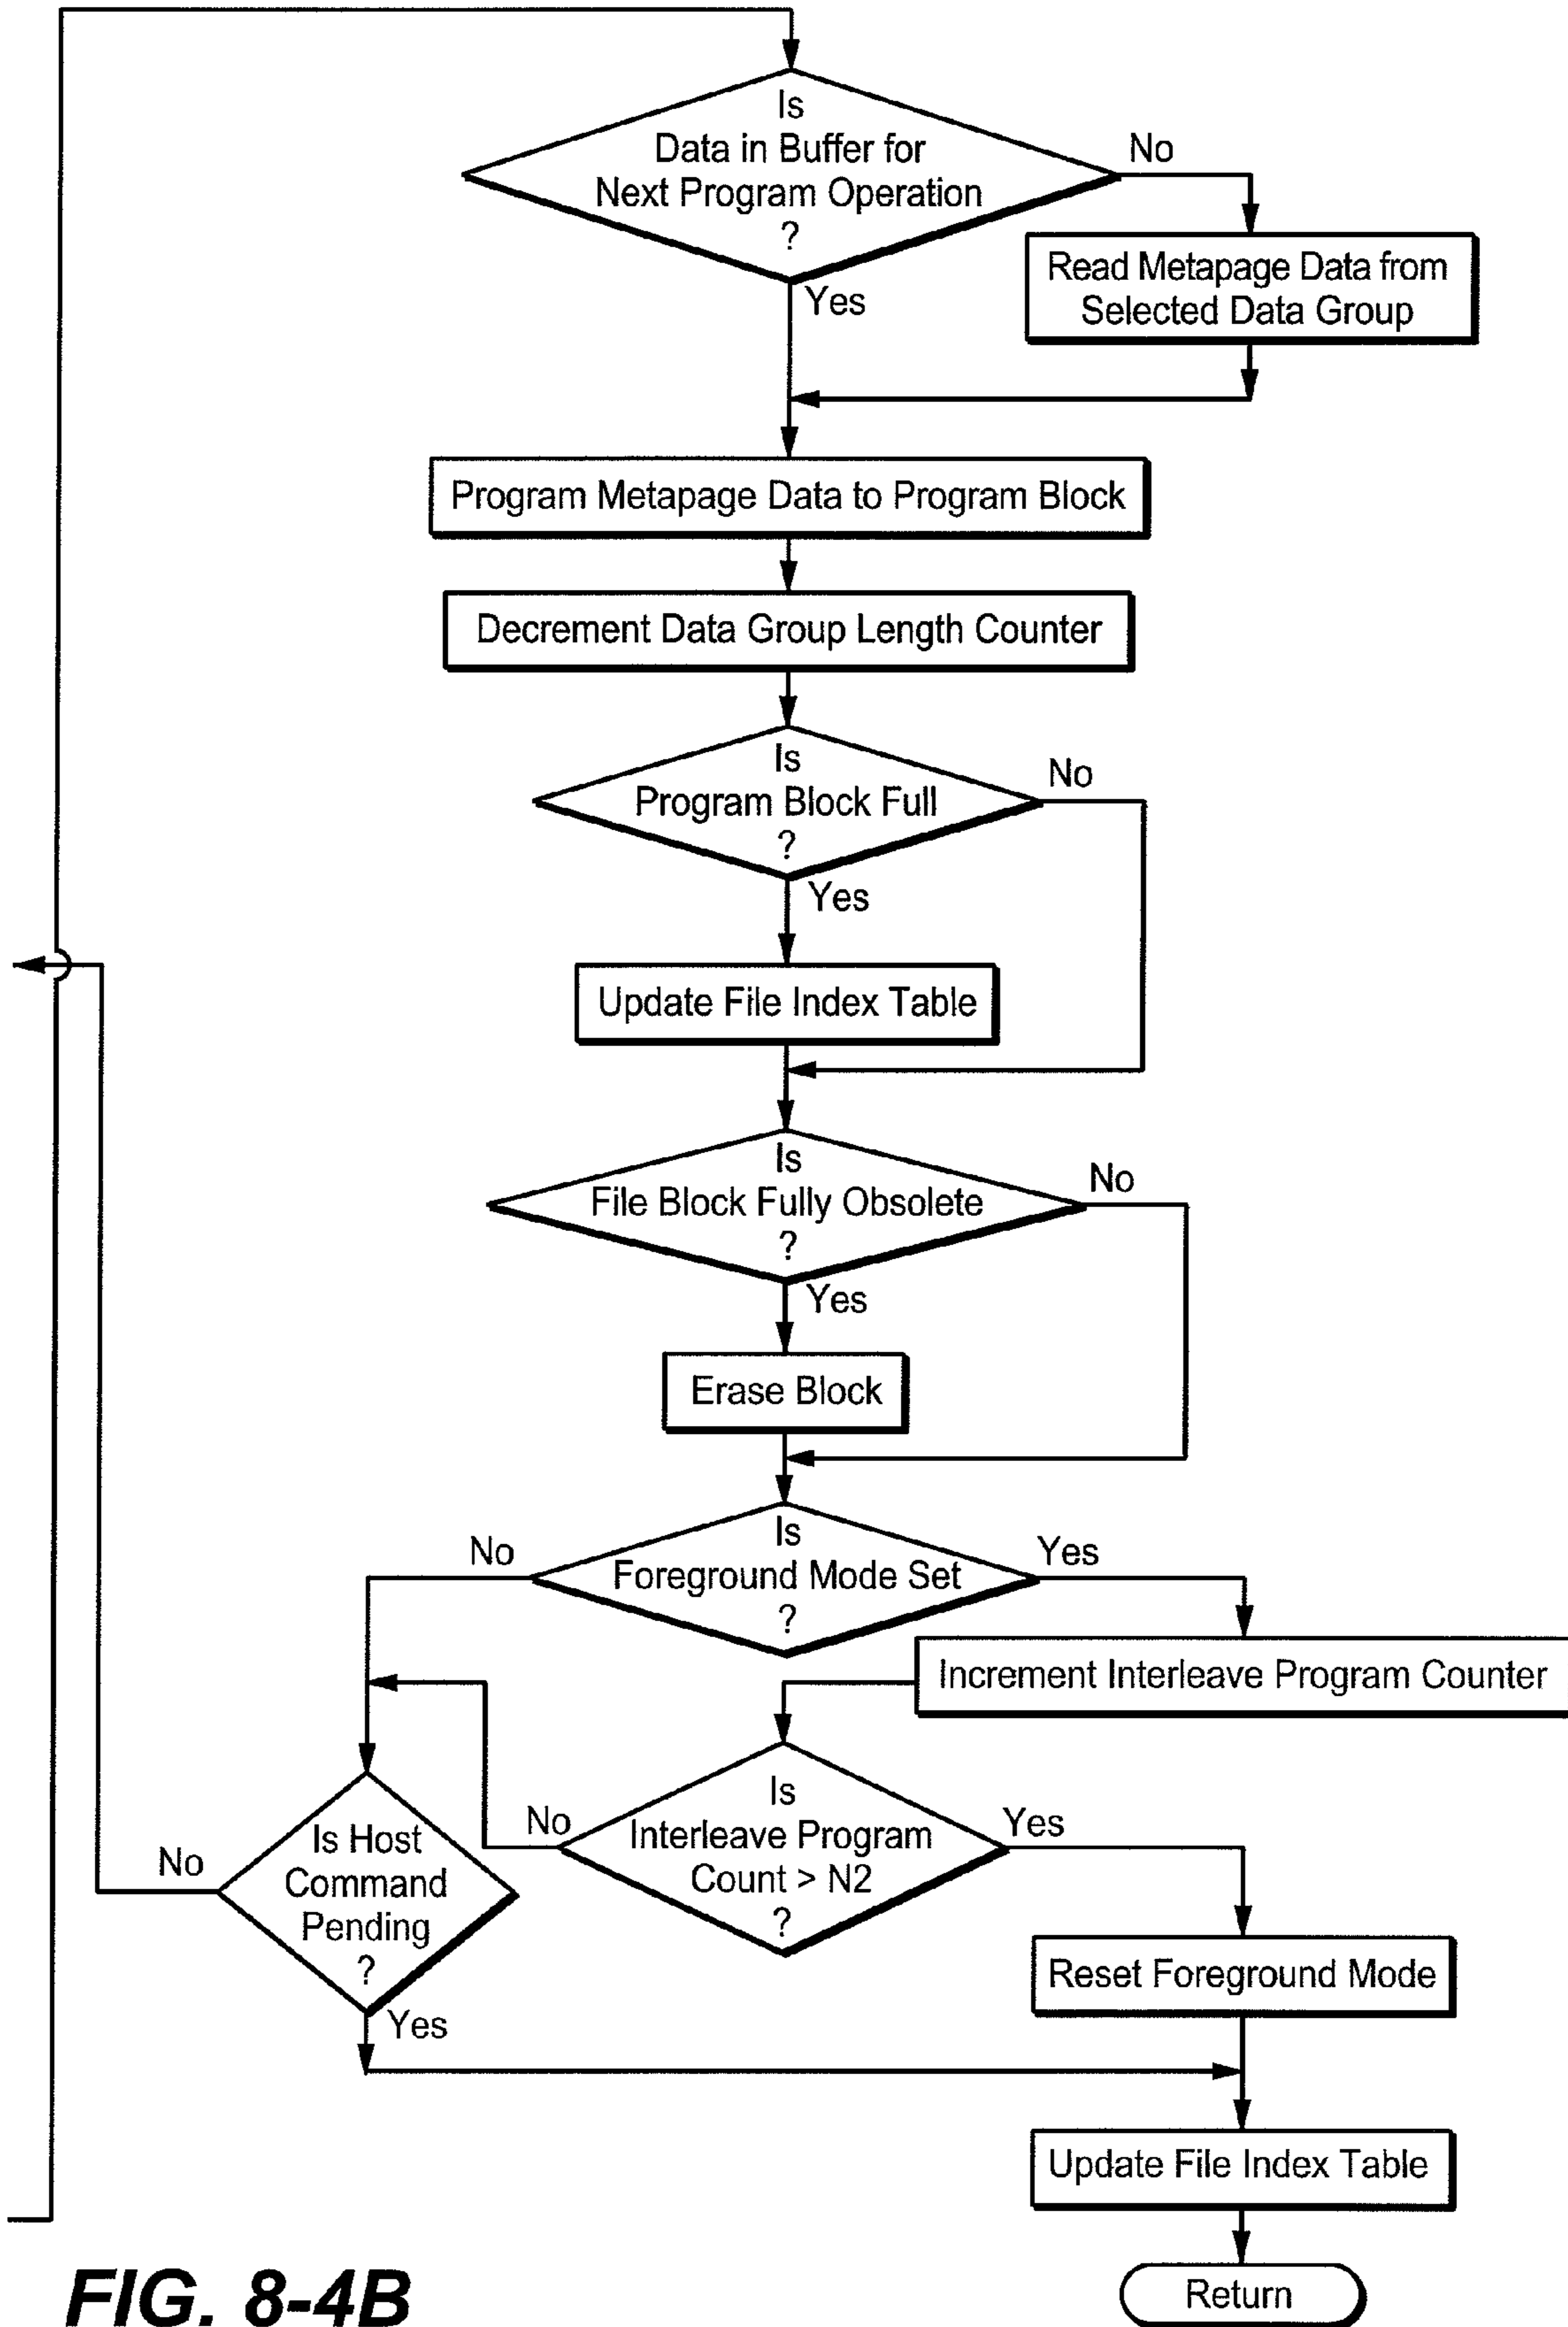 Is
Data in Buffer for
Next Program Operation
?
No
Yes
Read Metapage Data from
Selected Data Group
Program Metapage Data to Program Block
Decrement Data Group Length Counter
Is
Program Block Full
?
No
Yes
Update File Index Table
Is
File Block Fully Obsolete
?
No
Yes
Erase Block
Is
Foreground Mode Set
?
No
Yes
Increment Interleave Program Counter
Is
Interleave Program
Count > N2
?
No
Yes
Is Host
Command
Pending
?
No
Yes
Reset Foreground Mode
Update File Index Table
Return
FIG. 8-4B